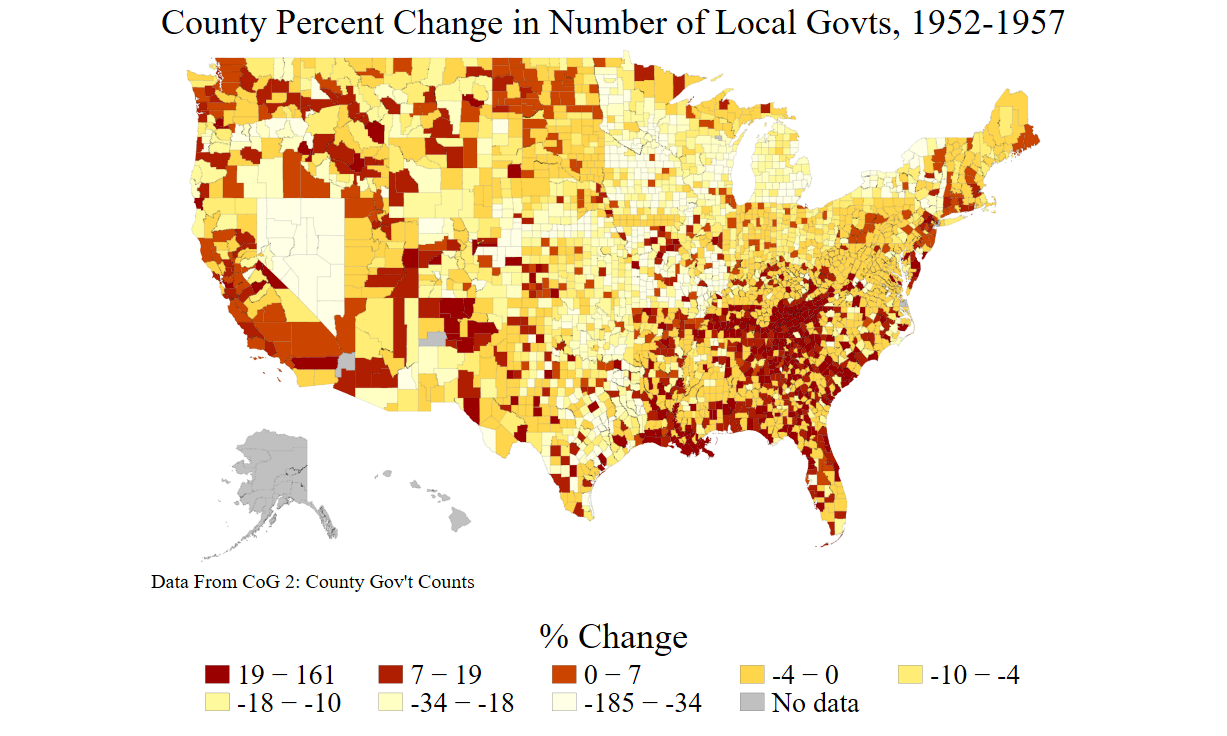 County Percent Change in Number of Local Govts, 1952-1957
Data From CoG 2: County Gov't Counts
% Change
19 − 161 7 − 19 0 − 7 -4 − 0 -10 − -4
-18 − -10 -34 − -18 -185 − -34 No data